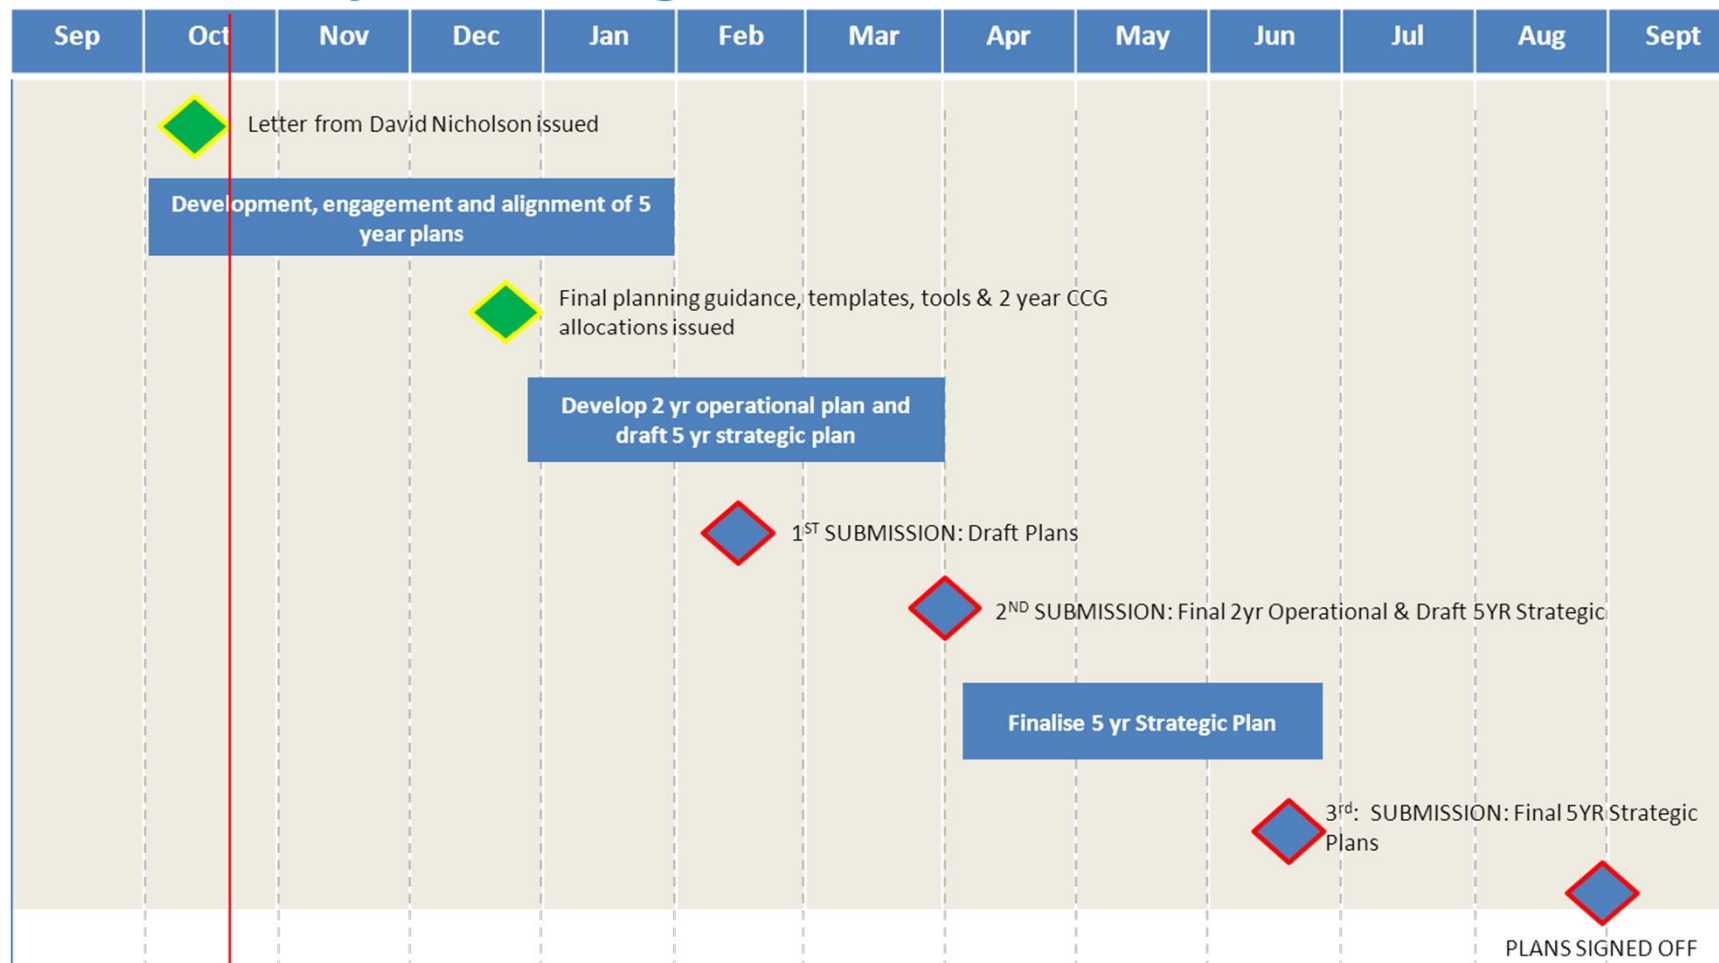 Sep Oct Nov Dec Jan Feb Mar Apr May Jun Jul Aug Sept
Letter from David Nicholson issued
Development, engagement and alignment of 5
year plans
Final planning guidance, templates, tools & 2 year CCG
allocations issued
Develop 2 yr operational plan and
draft 5 yr strategic plan
1ST SUBMISSION: Draft Plans
2ND SUBMISSION: Final 2yr Operational & Draft 5YR Strategic
Finalise 5 yr Strategic Plan
3rd: SUBMISSION: Final 5YR Strategic
Plans
PLANS SIGNED OFF